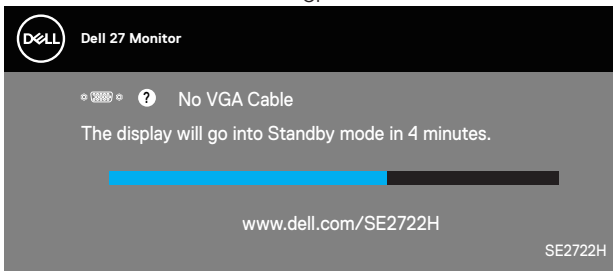 DELL
Dell 27 Monitor
? No VGA Cable
The display will go into Standby mode in 4 minutes.
www.dell.com/SE2722H
SE2722H